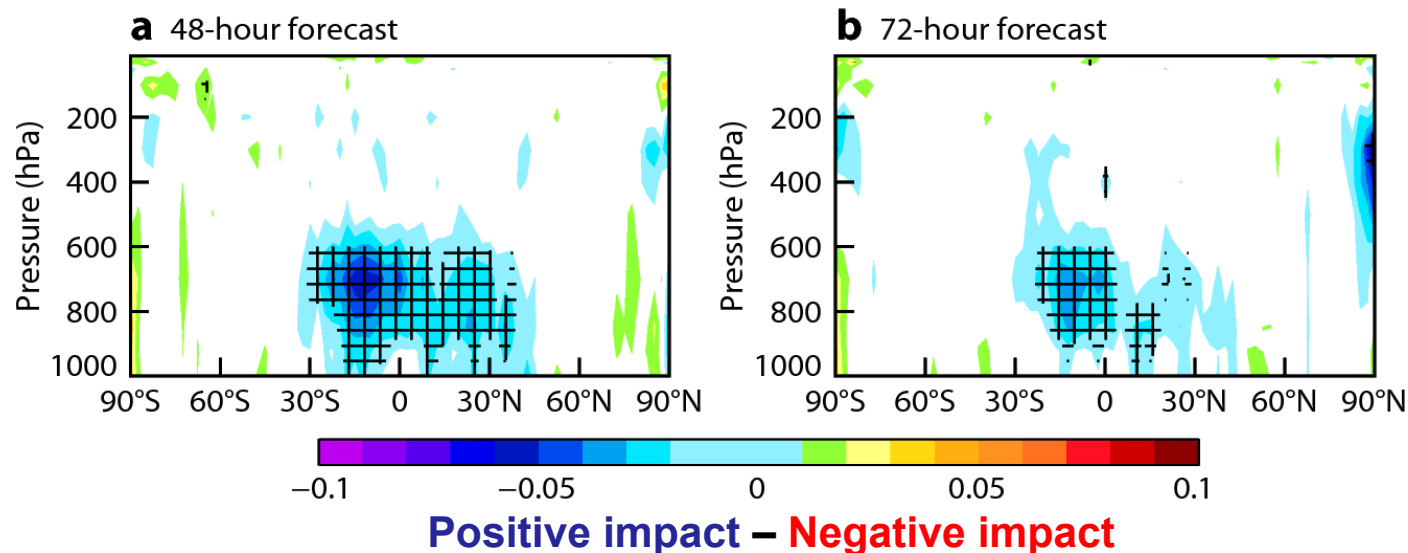 a 48-hour forecast
b 72-hour forecast
Pressure (hPa)
200
400
600
800
1000
90°S 60°S 30°S 0 30°N 60°N 90°N
Pressure (hPa)
200
400
600
800
1000
90°S 60°S 30°S 0 30°N 60°N 90°N
−0.1 −0.05 0 0.05 0.1
Positive impact – Negative impact